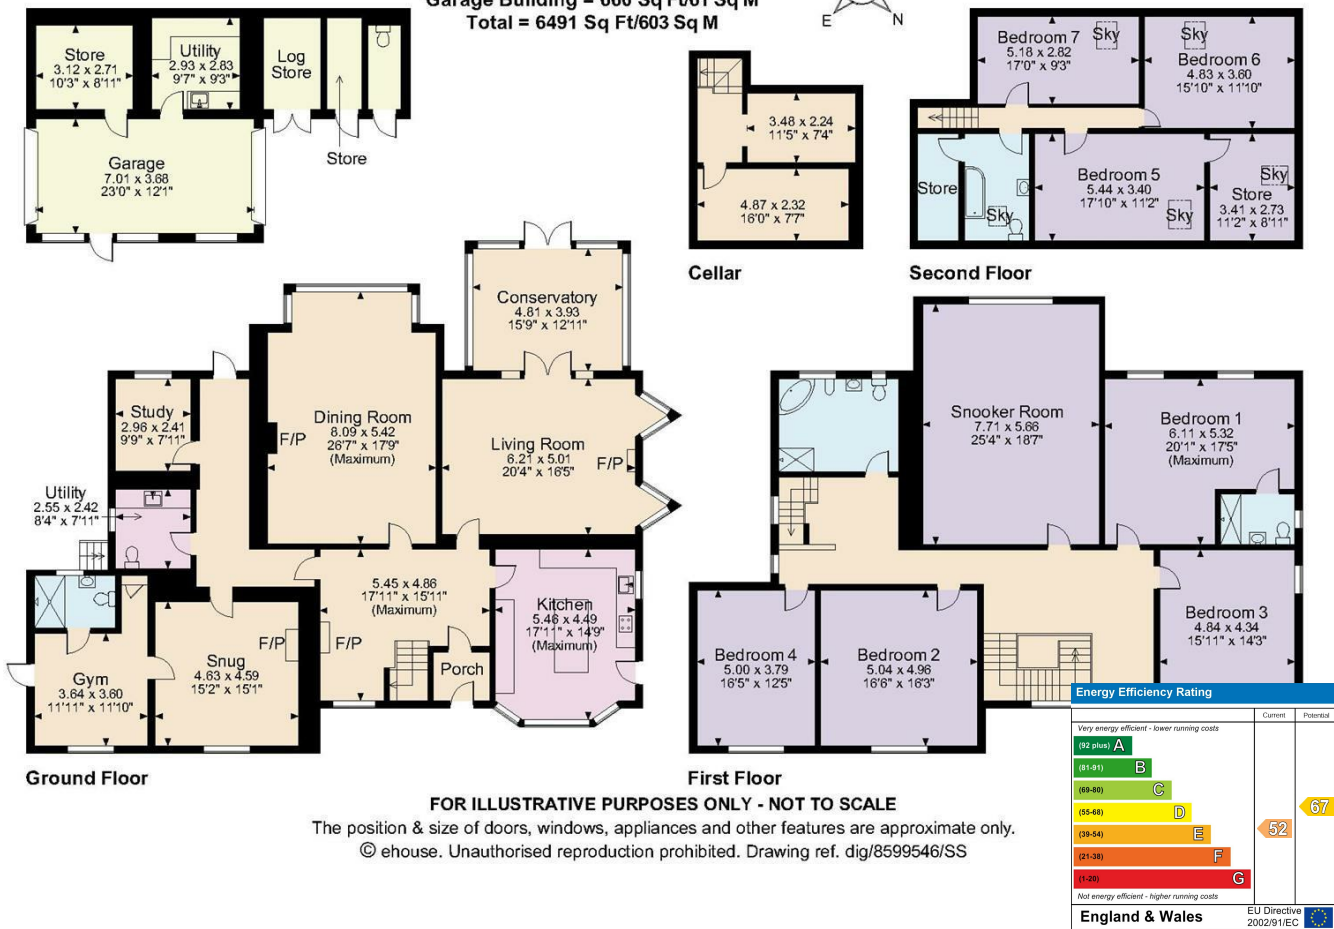 Garage Building = 666 Sq Ft/61 Sq M
Total = 6491 Sq Ft/603 Sq M
E
N
Store
3.12 x 2.71
10'3" x 8'11"
Utility
2.93 x 2.83
9'7" x 9'3"
Log
Store
Store
Garage
7.01 x 3.68
23'0" x 12'1"
3.48 x 2.24
11'5" x 7'4"
4.87 x 2.32
16'0" x 7'7"
Cellar
Bedroom 7
5.18 x 2.82
17'0" x 9'3"
Sky
Sky
Bedroom 6
4.83 x 3.60
15'10" x 11'10"
Store
Sky
Bedroom 5
5.44 x 3.40
17'10" x 11'2"
Sky
Sky
Store
3.41 x 2.73
11'2" x 8'11"
Second Floor
Conservatory
4.81 x 3.93
15'9" x 12'11"
Study
2.96 x 2.41
9'9" x 7'11"
F/P
Dining Room
8.09 x 5.42
26'7" x 17'9"
(Maximum)
Living Room
6.21 x 5.01
20'4" x 16'5"
F/P
Utility
2.55 x 2.42
8'4" x 7'11"
5.45 x 4.86
17'11" x 15'11"
(Maximum)
F/P
Kitchen
5.46 x 4.49
17'11" x 14'9"
(Maximum)
Porch
Snug
4.63 x 4.59
15'2" x 15'1"
F/P
Gym
3.64 x 3.60
11'11" x 11'10"
Ground Floor
Snooker Room
7.71 x 5.66
25'4" x 18'7"
Bedroom 1
6.11 x 5.32
20'1" x 17'5"
(Maximum)
Bedroom 3
4.84 x 4.34
15'11" x 14'3"
Bedroom 4
5.00 x 3.79
16'5" x 12'5"
Bedroom 2
5.04 x 4.96
16'6" x 16'3"
First Floor
FOR ILLUSTRATIVE PURPOSES ONLY - NOT TO SCALE
The position & size of doors, windows, appliances and other features are approximate only.
© ehouse. Unauthorised reproduction prohibited. Drawing ref. dig/8599546/SS
Energy Efficiency Rating
Current
Potential
Very energy efficient - lower running costs
(92 plus) A
(81-91) B
(69-80) C
(55-68) D
(39-54) E
(21-38) F
(1-20) G
52
67
Not energy efficient - higher running costs
England & Wales
EU Directive
2002/91/EC